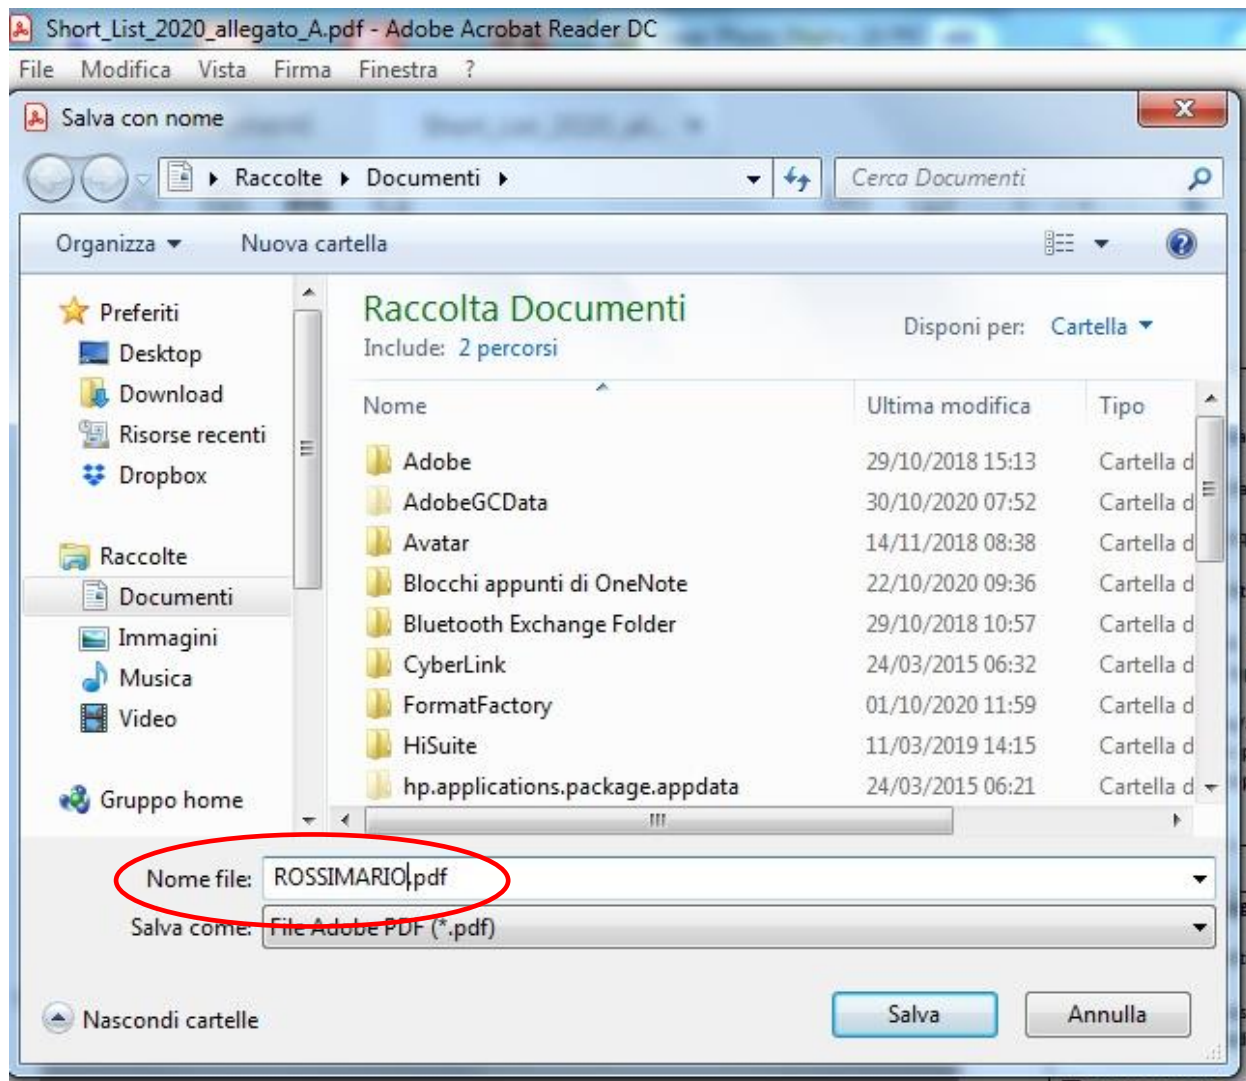 Short_List_2020_allegato_A.pdf - Adobe Acrobat Reader DC
File Modifica Vista Firma Finestra ?
Salva con nome
Raccolte Documenti
Cerca Documenti
Organizza Nuova cartella
Preferiti
Desktop
Download
Risorse recenti
Dropbox
Raccolte
Documenti
Immagini
Musica
Video
Gruppo home
Raccolta Documenti
Include: 2 percorsi
Disponi per: Cartella
Nome Ultima modifica Tipo
Adobe 29/10/2018 15:13 Cartella d
AdobeGCData 30/10/2020 07:52 Cartella d
Avatar 14/11/2018 08:38 Cartella d
Blocchi appunti di OneNote 22/10/2020 09:36 Cartella d
Bluetooth Exchange Folder 29/10/2018 10:57 Cartella d
CyberLink 24/03/2015 06:32 Cartella d
FormatFactory 01/10/2020 11:59 Cartella d
HiSuite 11/03/2019 14:15 Cartella d
hp.applications.package.appdata 24/03/2015 06:21 Cartella d
Nome file: ROSSIMARIO.pdf
Salva come: File Adobe PDF (*.pdf)
Nascondi cartelle
Salva Annulla